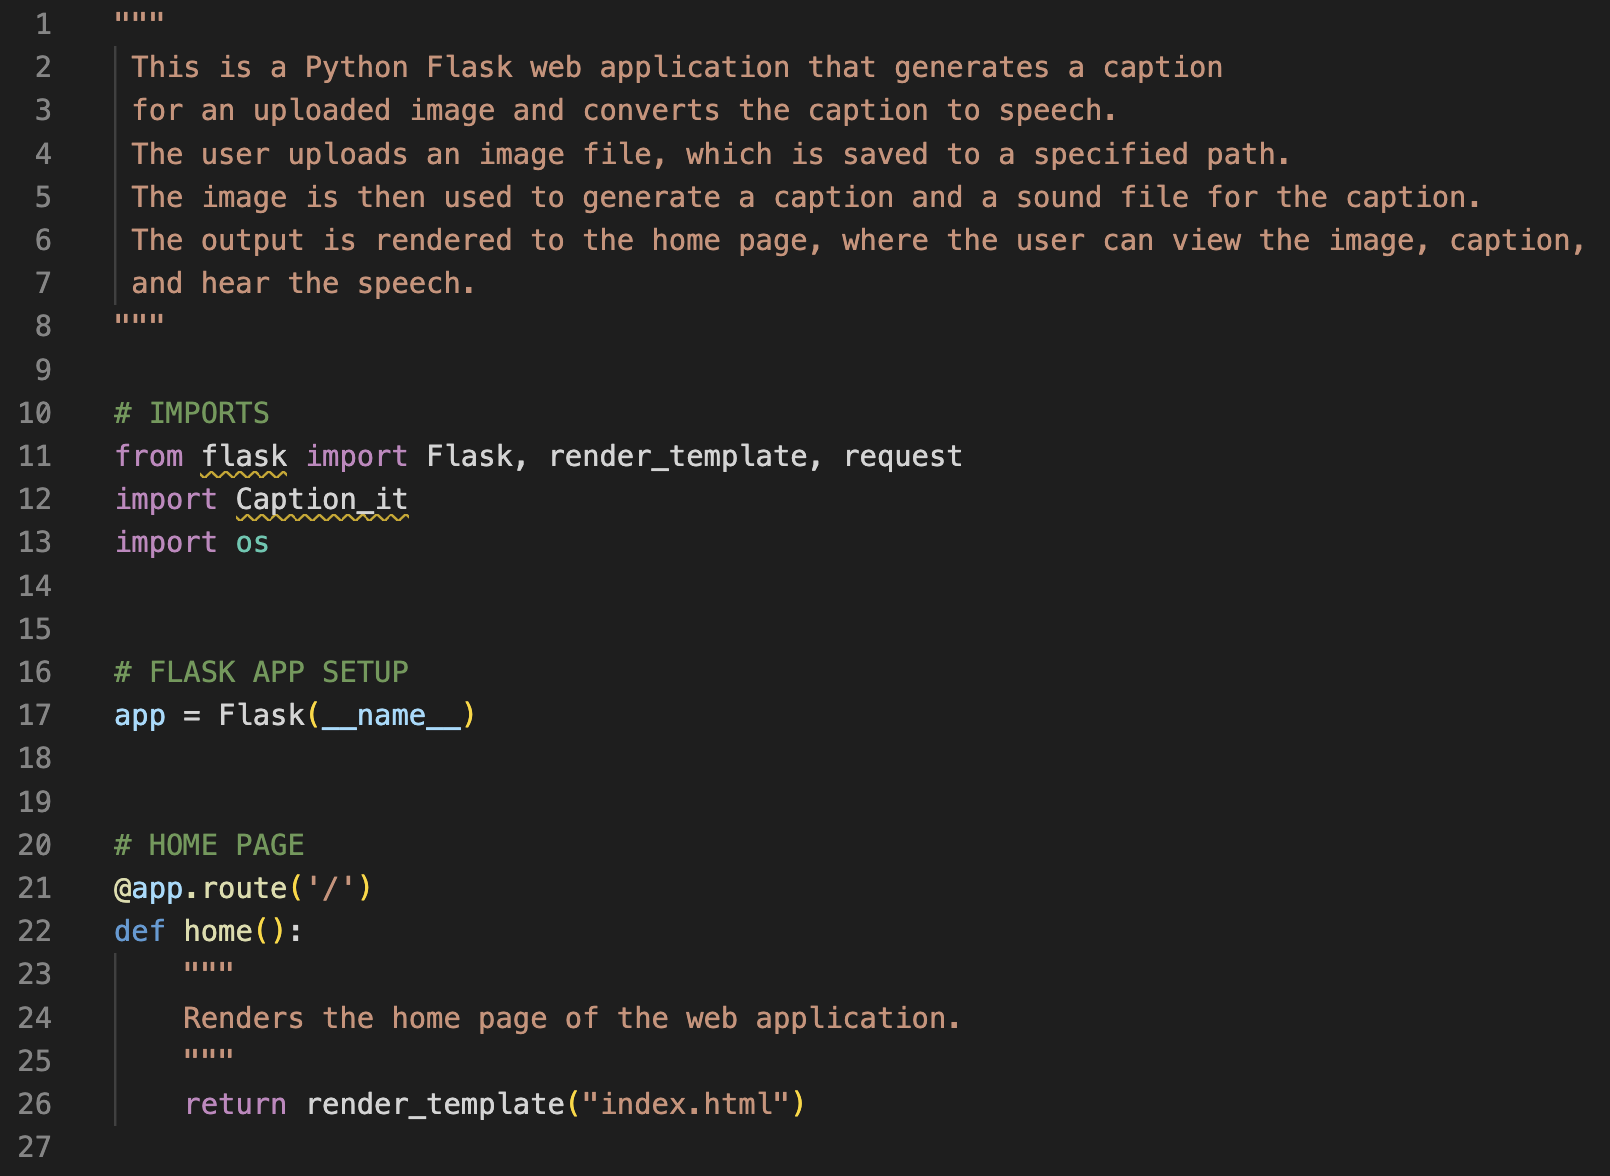 1 """
2 This is a Python Flask web application that generates a caption
3 for an uploaded image and converts the caption to speech.
4 The user uploads an image file, which is saved to a specified path.
5 The image is then used to generate a caption and a sound file for the caption.
6 The output is rendered to the home page, where the user can view the image, caption,
7 and hear the speech.
8 """
9
10 # IMPORTS
11 from flask import Flask, render_template, request
12 import Caption_it
13 import os
14
15
16 # FLASK APP SETUP
17 app = Flask(__name__)
18
19
20 # HOME PAGE
21 @app.route('/')
22 def home():
23     """
24     Renders the home page of the web application.
25     """
26     return render_template("index.html")
27